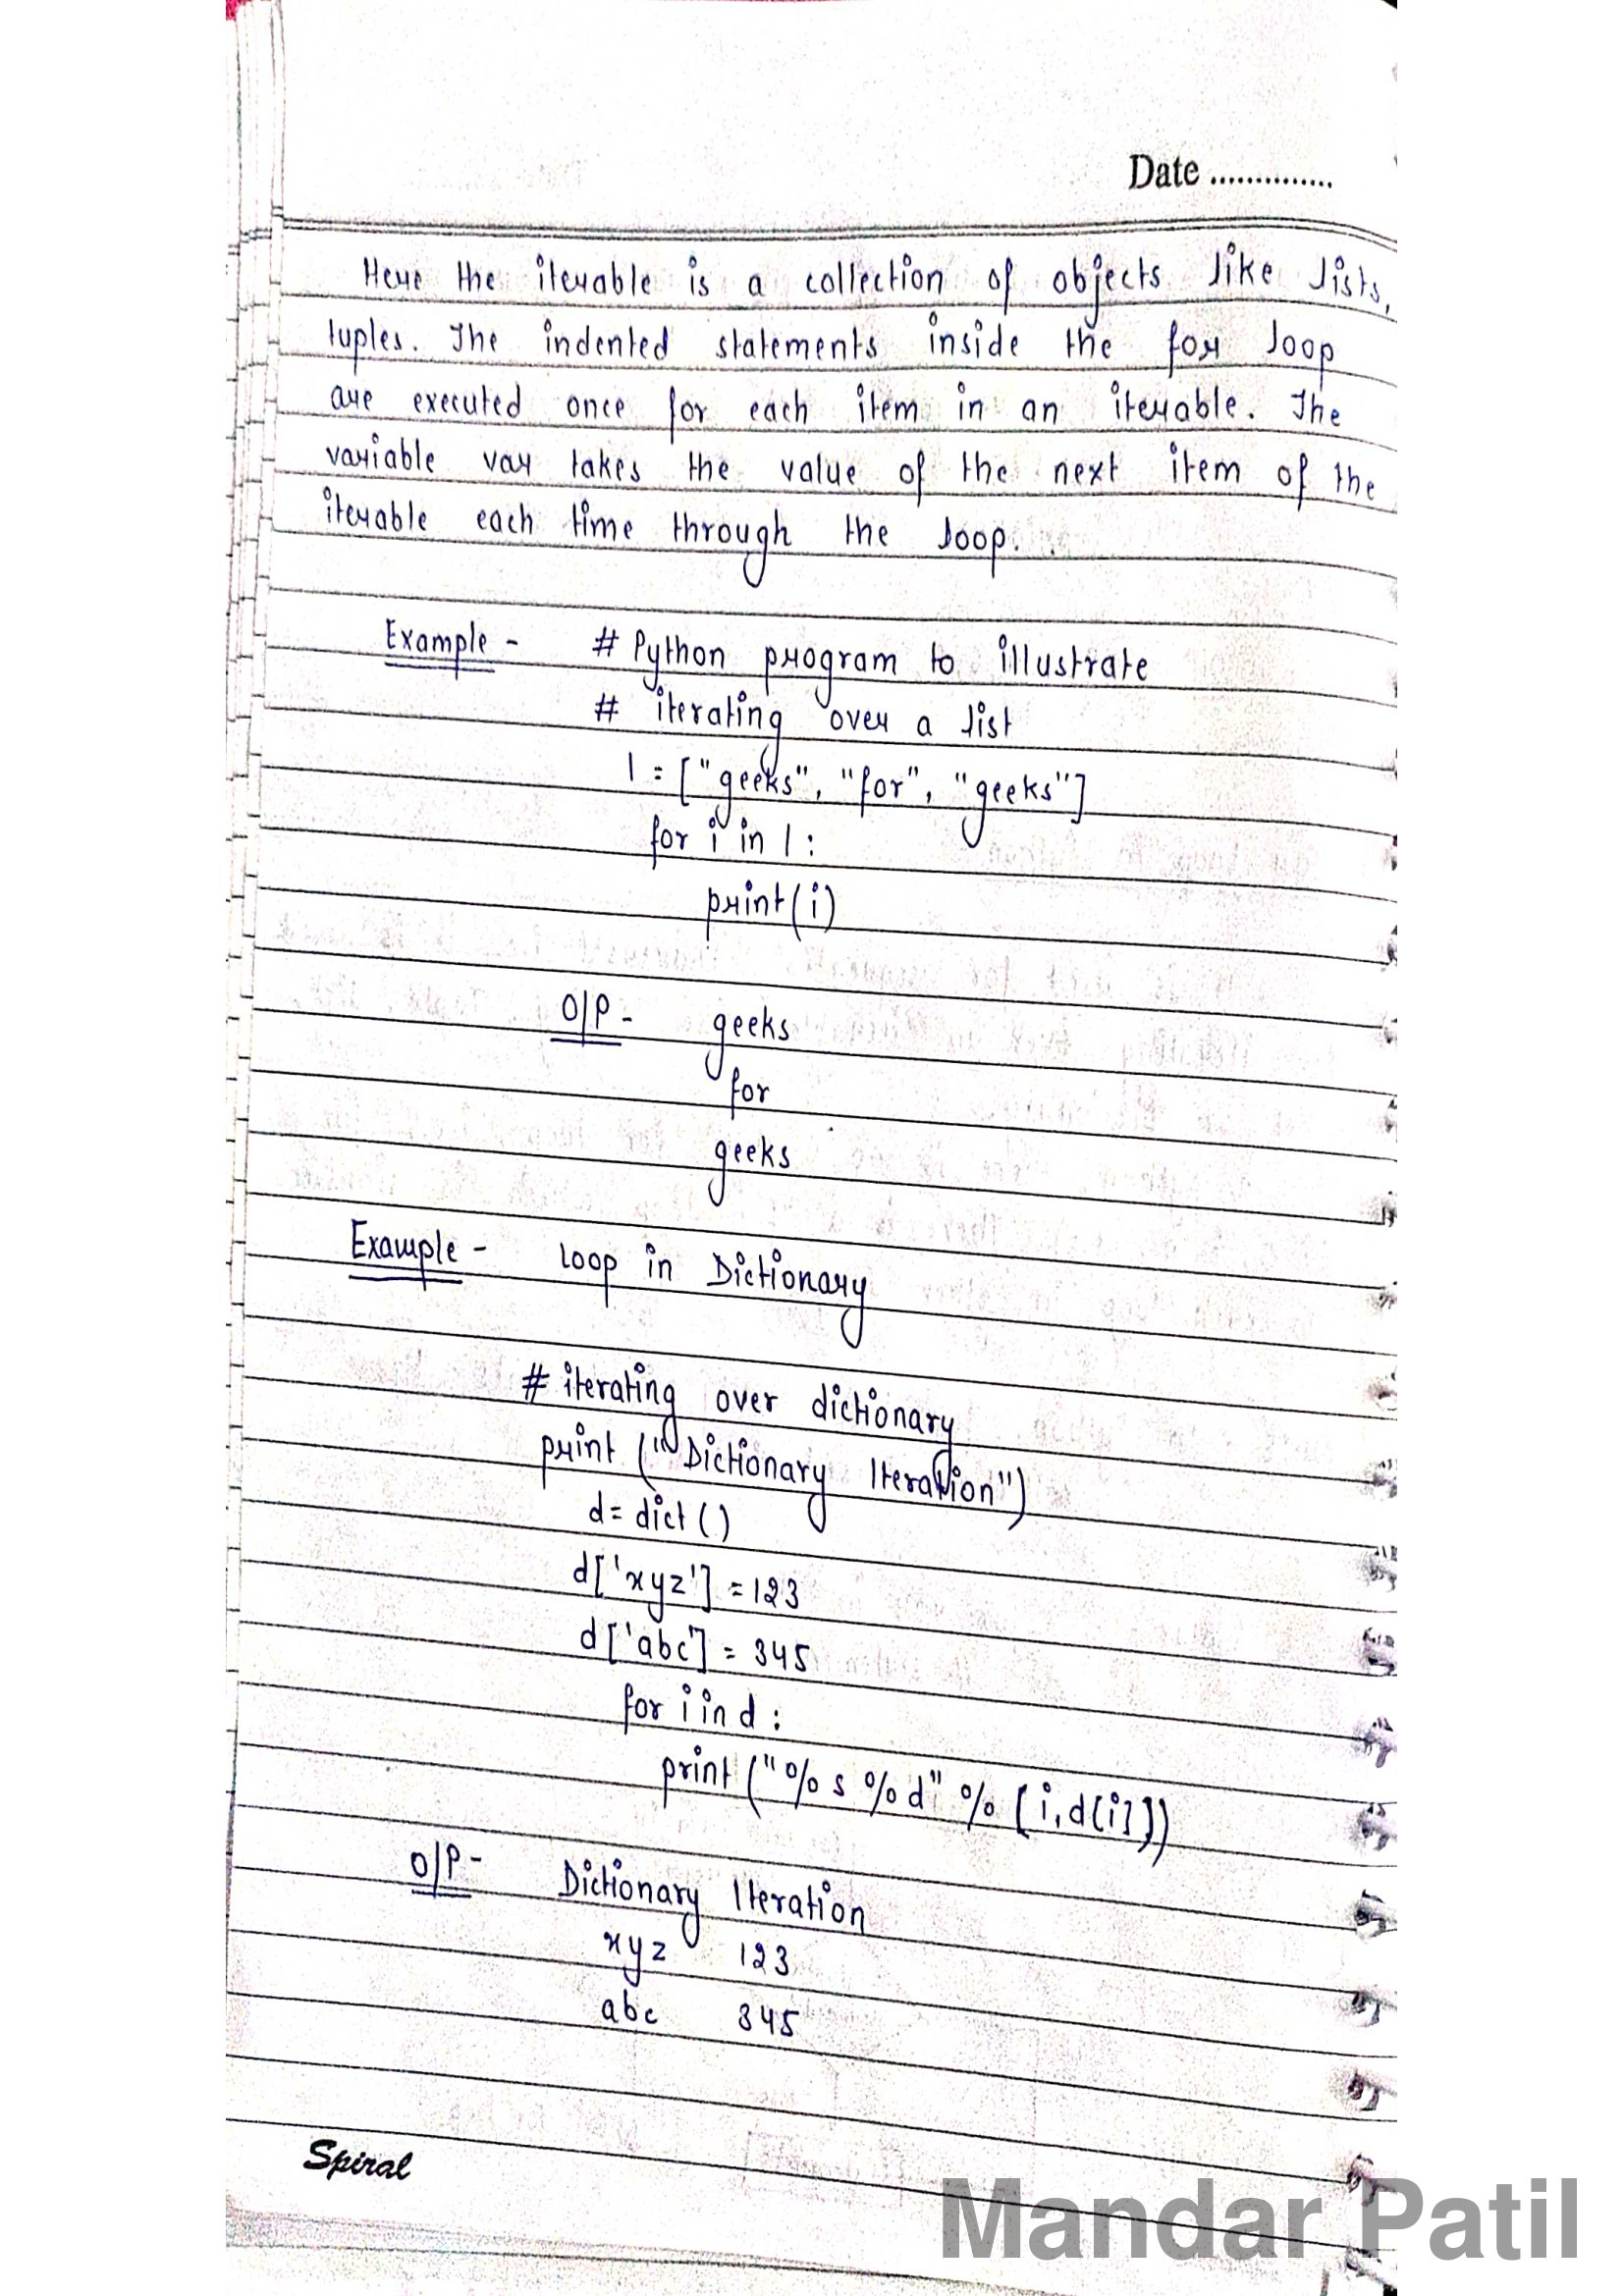 Date ..............
Here the iterable is a collection of objects like lists,
tuples. The indented statements inside the for loop
are executed once for each item in an iterable. The
variable var takes the value of the next item of the
iterable each time through the loop.
Example - # Python program to illustrate
# iterating over a list
l = ["geeks", "for", "geeks"]
for i in l :
print(i)
O/P - geeks
for
geeks
Example - Loop in Dictionary
# iterating over dictionary
print ("Dictionary Iteration")
d = dict ()
d['xyz'] = 123
d['abc'] = 345
for i in d :
print ("% s % d" % [i, d[i]])
O/P - Dictionary Iteration
xyz 123
abc 345
Spiral
Mandar Patil